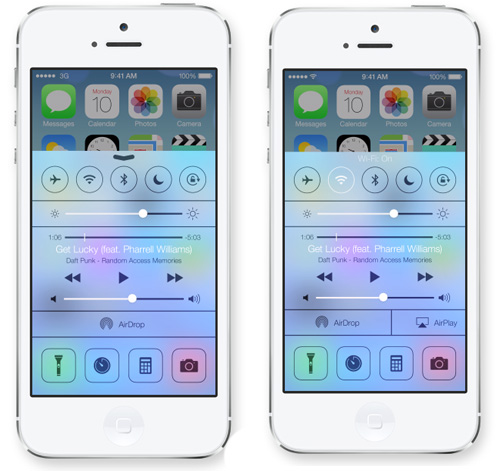 3G 9:41 AM 100%
Monday
10
Messages Calendar Photos Camera
1:06 -5:03
Get Lucky (feat. Pharrell Williams)
Daft Punk - Random Access Memories
AirDrop
9:41 AM 100%
Monday
10
Messages Calendar Photos Camera
Wi-Fi: On
1:06 -5:03
Get Lucky (feat. Pharrell Williams)
Daft Punk - Random Access Memories
AirDrop AirPlay